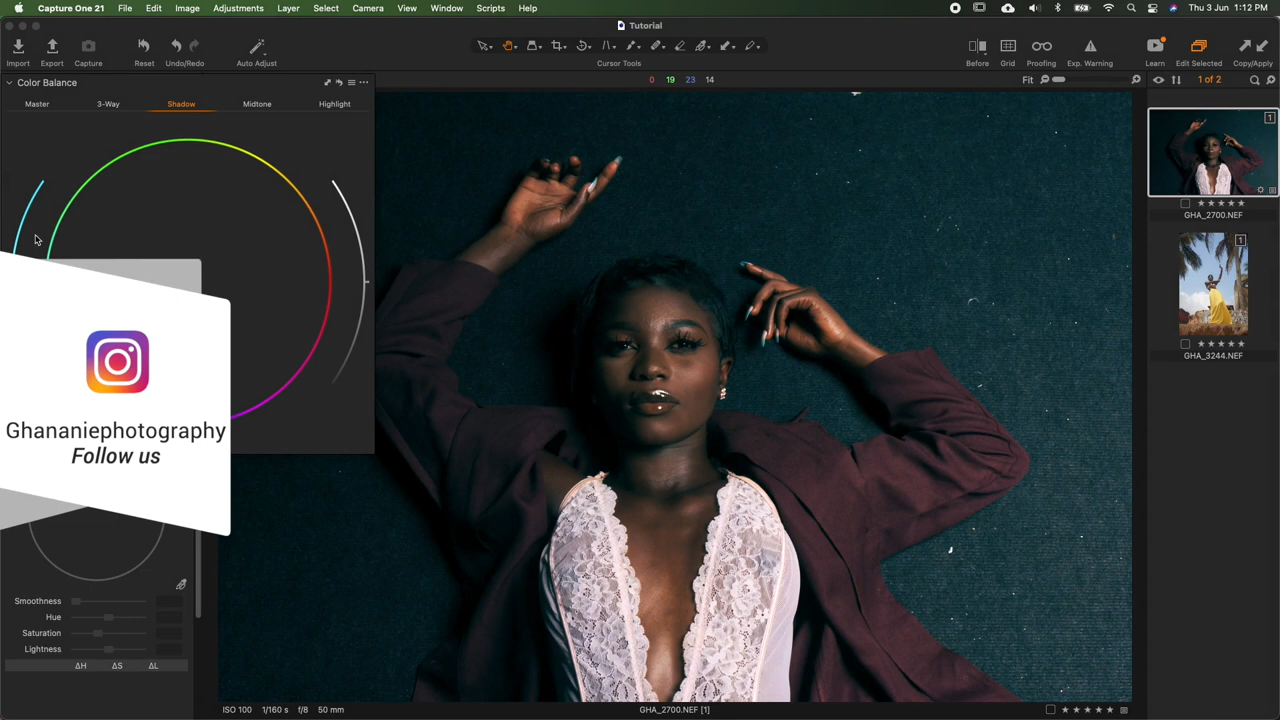 Capture One 21 File Edit Image Adjustments Layer Select Camera View Window Scripts Help Thu 3 Jun 1:12 PM
Tutorial
Import Export Capture Reset Undo/Redo Auto Adjust Cursor Tools Before Grid Proofing Exp. Warning Learn Edit Selected Copy/Apply
Color Balance
0 19 23 14
Fit
1 of 2
Master 3-Way Shadow Midtone Highlight
1
GHA_2700.NEF
1
GHA_3244.NEF
Ghananiephotography
Follow us
Smoothness
Hue
Saturation
Lightness
ΔH ΔS ΔL
ISO 100 1/160 s f/8 50 mm
GHA_2700.NEF [1]